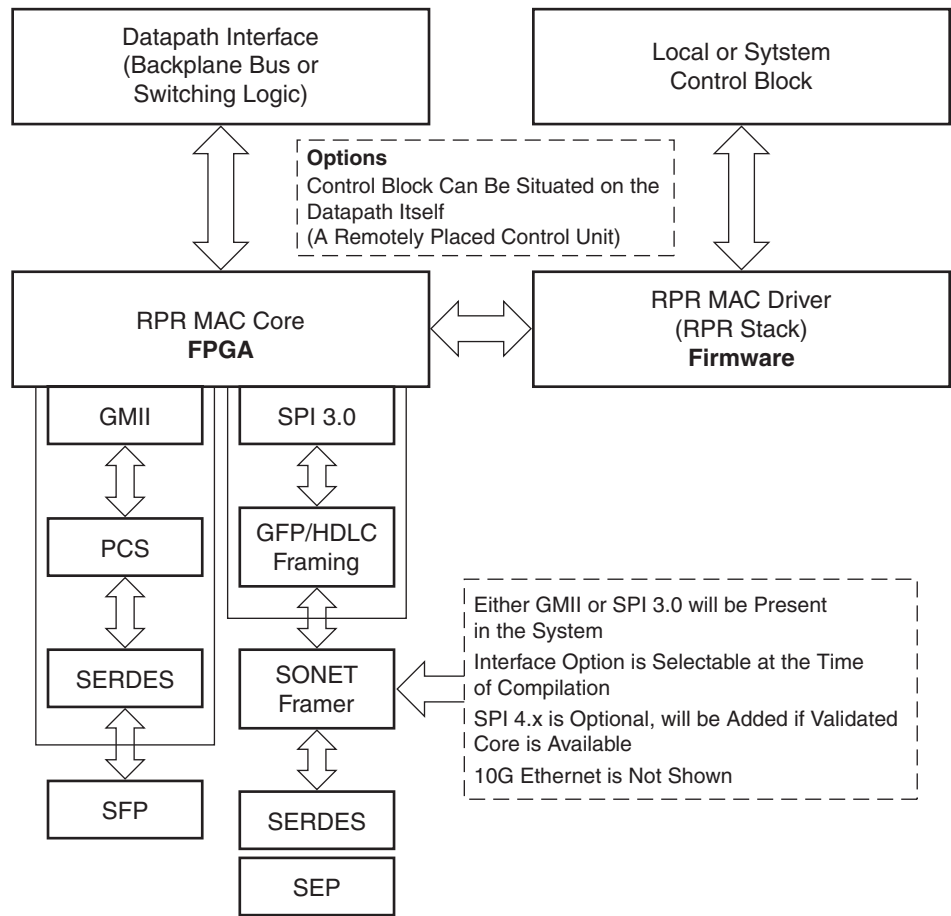 Datapath Interface
(Backplane Bus or
Switching Logic)
Local or Sytstem
Control Block
Options
Control Block Can Be Situated on the
Datapath Itself
(A Remotely Placed Control Unit)
RPR MAC Core
FPGA
RPR MAC Driver
(RPR Stack)
Firmware
GMII
SPI 3.0
PCS
GFP/HDLC
Framing
SERDES
SONET
Framer
Either GMII or SPI 3.0 will be Present
in the System
Interface Option is Selectable at the Time
of Compilation
SPI 4.x is Optional, will be Added if Validated
Core is Available
10G Ethernet is Not Shown
SFP
SERDES
SEP